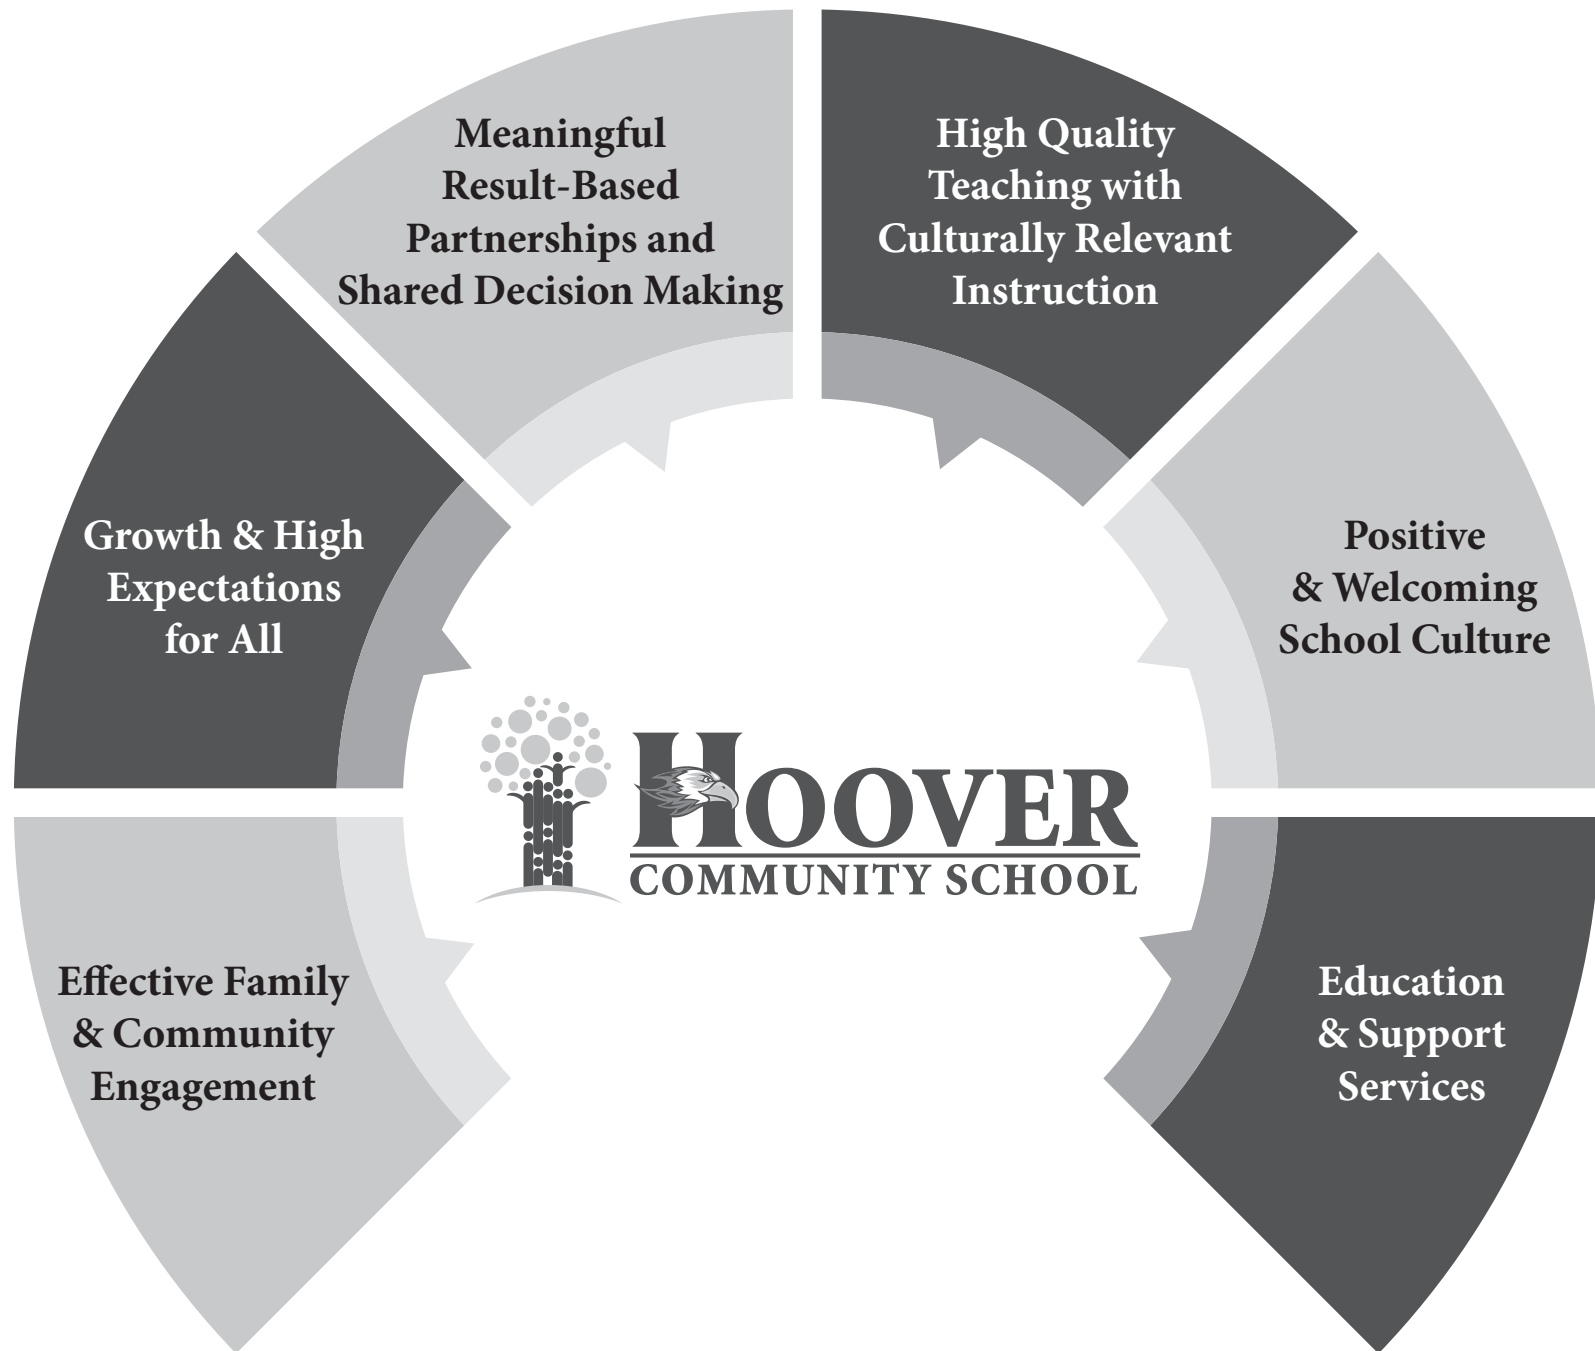 Meaningful
Result-Based
Partnerships and
Shared Decision Making
High Quality
Teaching with
Culturally Relevant
Instruction
Growth & High
Expectations
for All
Positive
& Welcoming
School Culture
HOOVER
COMMUNITY SCHOOL
Effective Family
& Community
Engagement
Education
& Support
Services